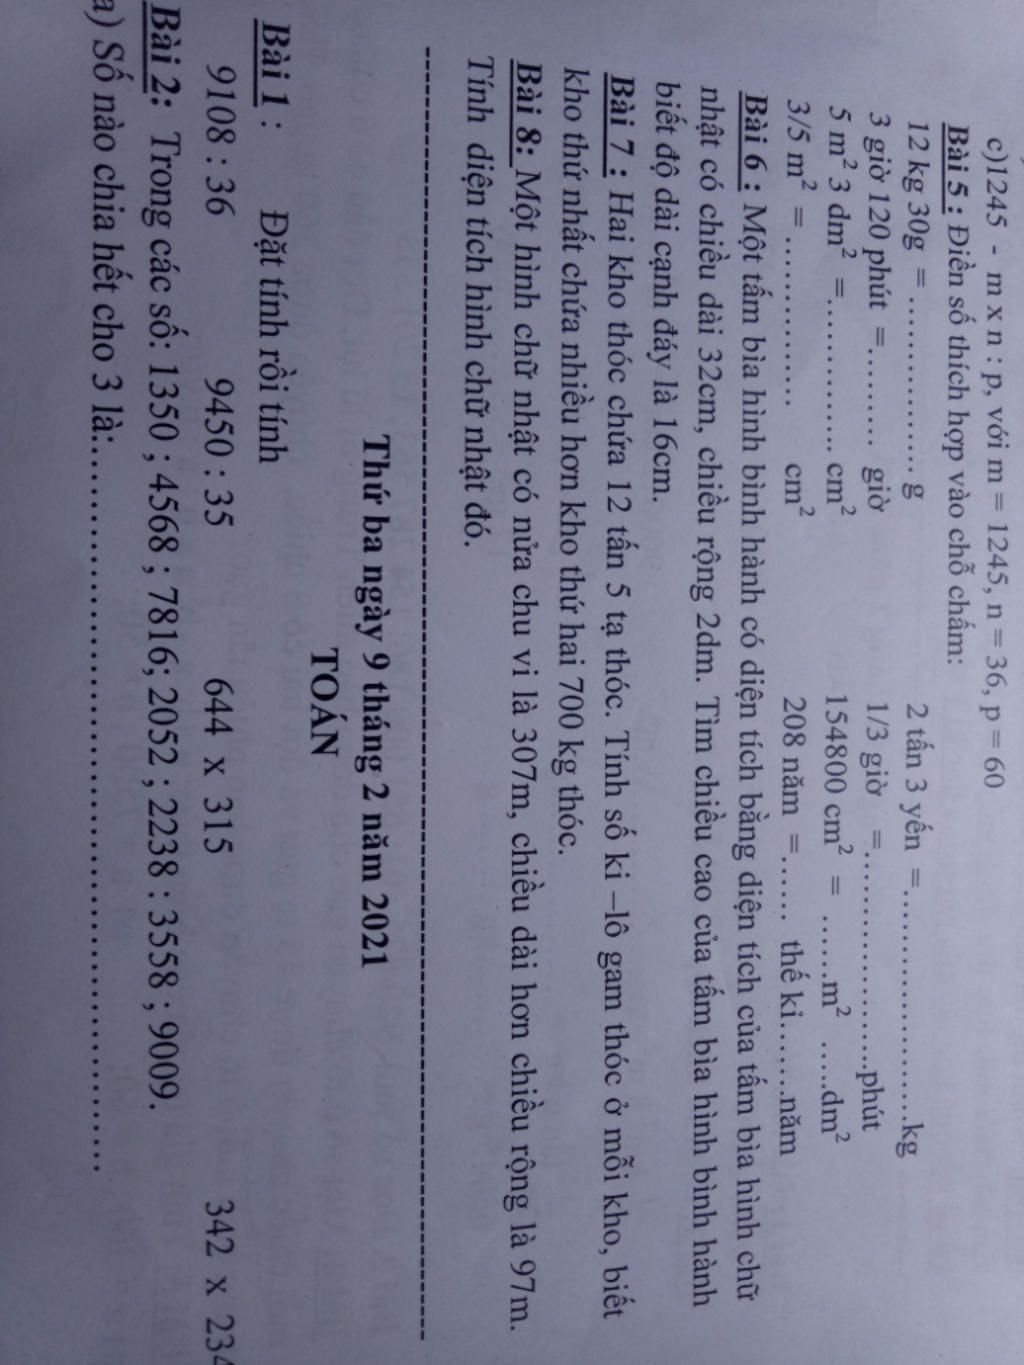 c)1245 - m x n : p, với m = 1245, n = 36, p = 60
Bài 5 : Điền số thích hợp vào chỗ chấm:
12 kg 30g = .................. g 2 tấn 3 yến = ........................kg
3 giờ 120 phút = .......... giờ 1/3 giờ = ........................phút
5 m² 3 dm² = ............... cm² 154800 cm² = .......m² .....dm²
3/5 m² = ................. cm² 208 năm = ....... thế ki........năm
Bài 6 : Một tấm bìa hình bình hành có diện tích bằng diện tích của tấm bìa hình chữ
nhật có chiều dài 32cm, chiều rộng 2dm. Tìm chiều cao của tấm bìa hình bình hành
biết độ dài cạnh đáy là 16cm.
Bài 7 : Hai kho thóc chứa 12 tấn 5 tạ thóc. Tính số ki –lô gam thóc ở mỗi kho, biết
kho thứ nhất chứa nhiều hơn kho thứ hai 700 kg thóc.
Bài 8: Một hình chữ nhật có nửa chu vi là 307m, chiều dài hơn chiều rộng là 97m.
Tính diện tích hình chữ nhật đó.
Thứ ba ngày 9 tháng 2 năm 2021
TOÁN
Bài 1 : Đặt tính rồi tính
9108 : 36 9450 : 35 644 x 315 342 x 234
Bài 2: Trong các số: 1350 ; 4568 ; 7816; 2052 ; 2238 : 3558 ; 9009.
a) Số nào chia hết cho 3 là:..................................................